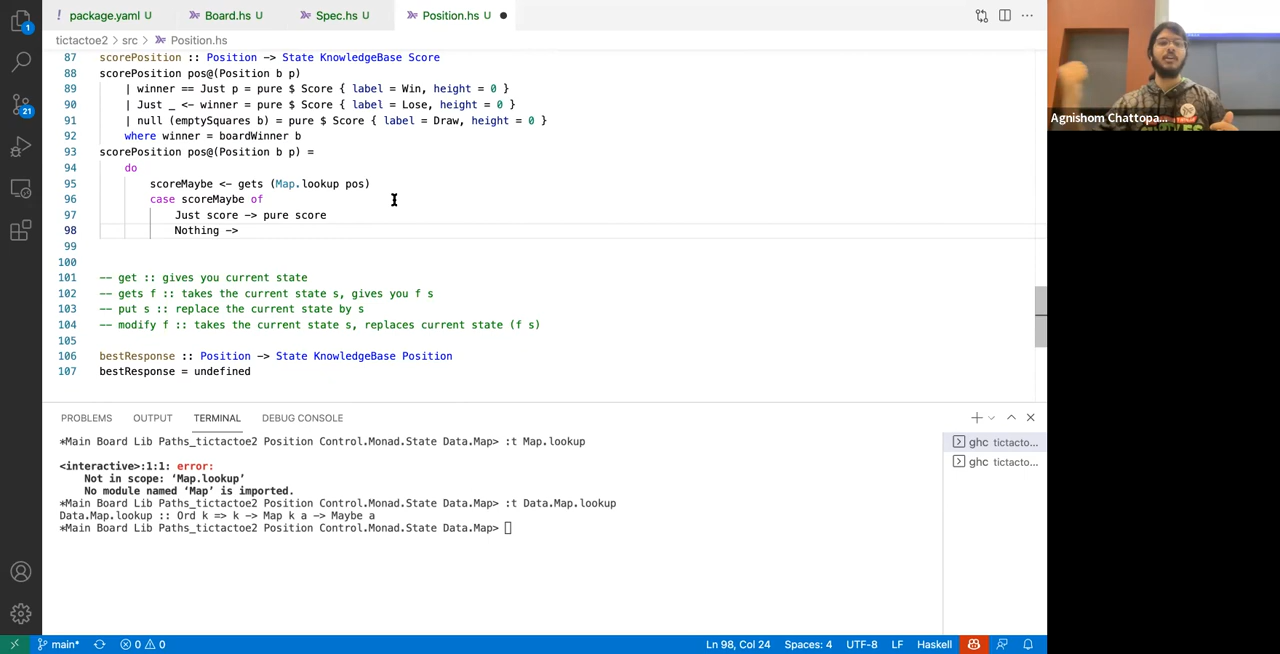 ! package.yaml U
Board.hs U
Spec.hs U
Position.hs U ●
tictactoe2 > src > Position.hs
87 scorePosition :: Position -> State KnowledgeBase Score
88 scorePosition pos@(Position b p)
89 | winner == Just p = pure $ Score { label = Win, height = 0 }
90 | Just _ <- winner = pure $ Score { label = Lose, height = 0 }
91 | null (emptySquares b) = pure $ Score { label = Draw, height = 0 }
92 where winner = boardWinner b
93 scorePosition pos@(Position b p) =
94 do
95 scoreMaybe <- gets (Map.lookup pos)
96 case scoreMaybe of
97 Just score -> pure score
98 Nothing ->
99
100
101 -- get :: gives you current state
102 -- gets f :: takes the current state s, gives you f s
103 -- put s :: replace the current state by s
104 -- modify f :: takes the current state s, replaces current state (f s)
105
106 bestResponse :: Position -> State KnowledgeBase Position
107 bestResponse = undefined
PROBLEMS OUTPUT TERMINAL DEBUG CONSOLE
*Main Board Lib Paths_tictactoe2 Position Control.Monad.State Data.Map> :t Map.lookup
<interactive>:1:1: error:
Not in scope: ‘Map.lookup’
No module named ‘Map’ is imported.
*Main Board Lib Paths_tictactoe2 Position Control.Monad.State Data.Map> :t Data.Map.lookup
Data.Map.lookup :: Ord k => k -> Map k a -> Maybe a
*Main Board Lib Paths_tictactoe2 Position Control.Monad.State Data.Map>
ghc tictacto...
ghc tictacto...
1
21
main* 0 0
Ln 98, Col 24 Spaces: 4 UTF-8 LF Haskell
Agnishom Chattopa...